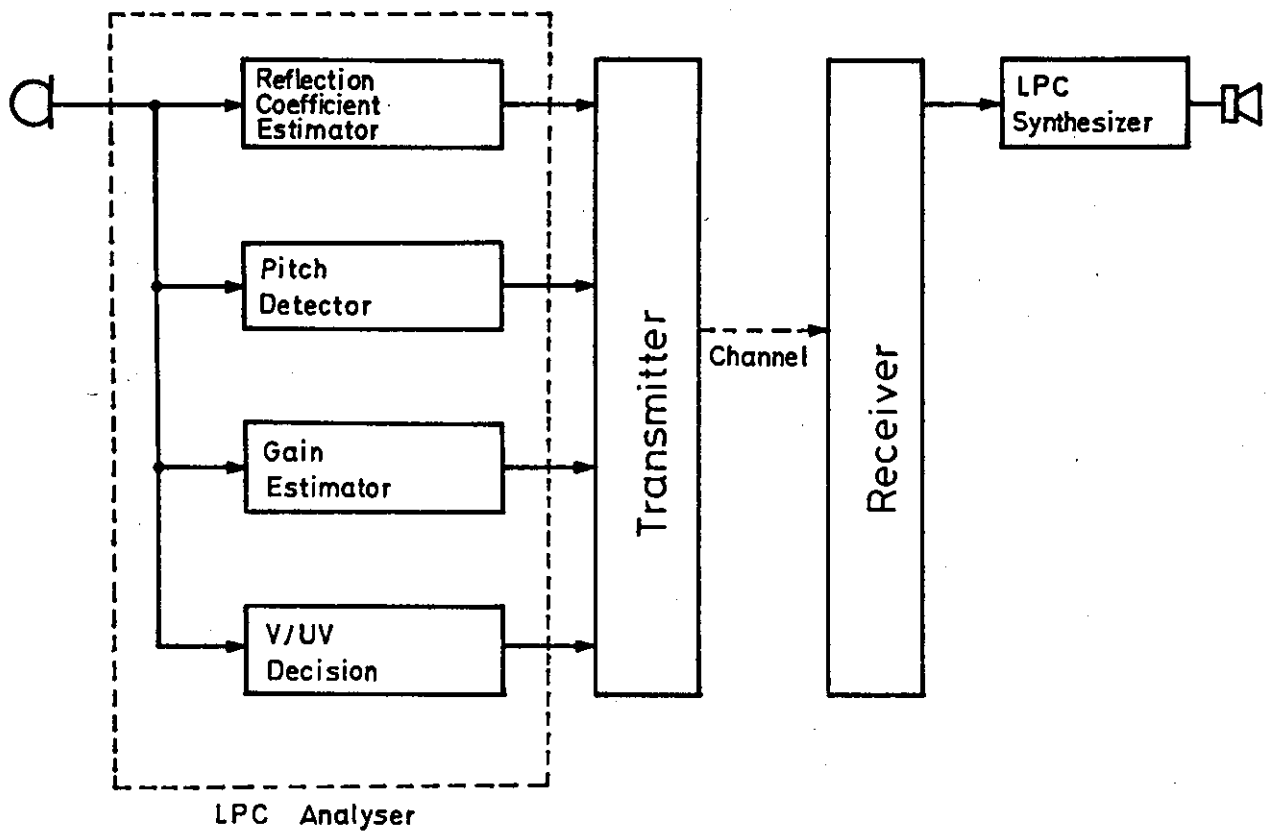 Reflection
Coefficient
Estimator
Pitch
Detector
Gain
Estimator
V/UV
Decision
LPC Analyser
Transmitter
Channel
Receiver
LPC
Synthesizer